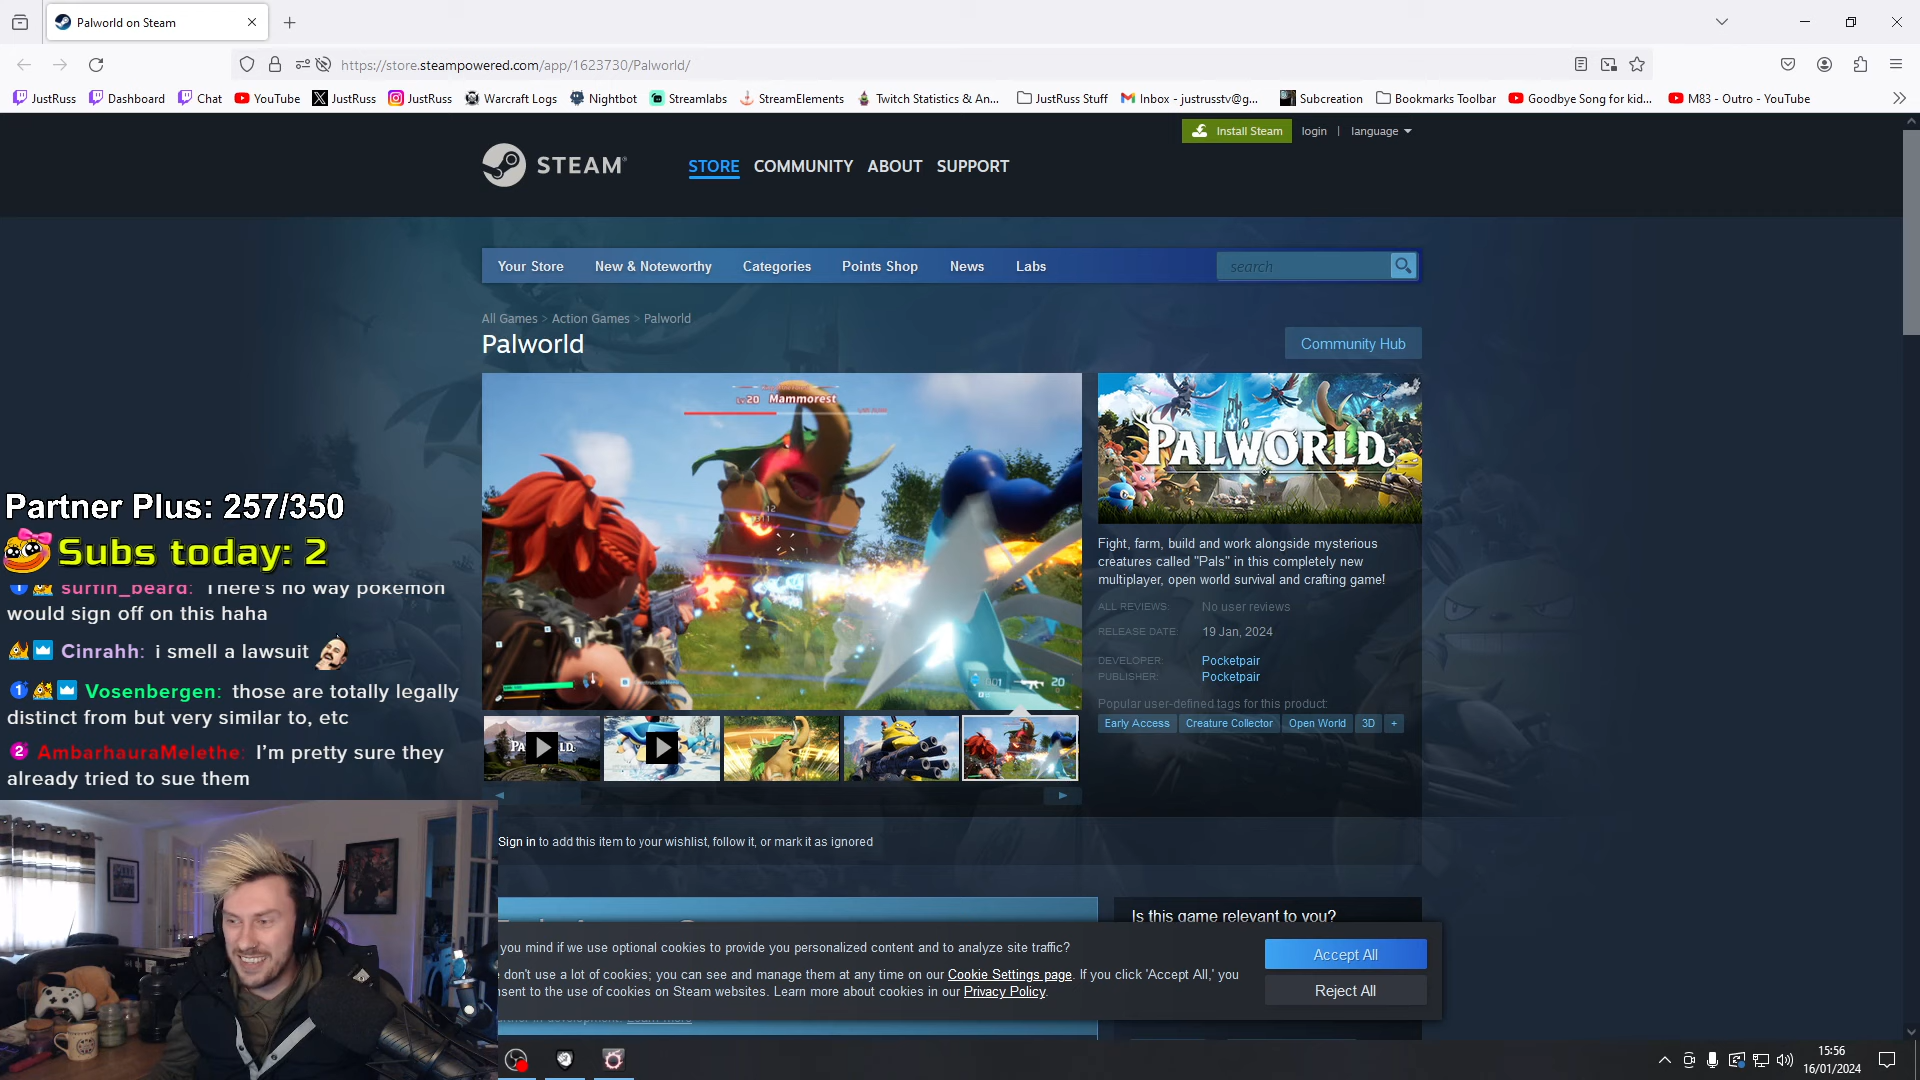 Palworld on Steam
https://store.steampowered.com/app/1623730/Palworld/
JustRuss
Dashboard
Chat
YouTube
JustRuss
JustRuss
Warcraft Logs
Nightbot
Streamlabs
StreamElements
Twitch Statistics & An...
JustRuss Stuff
Inbox - justrusstv@g...
Subcreation
Bookmarks Toolbar
Goodbye Song for kid...
M83 - Outro - YouTube
Install Steam
login | language
STEAM
STORE COMMUNITY ABOUT SUPPORT
Your Store New & Noteworthy Categories Points Shop News Labs
search
All Games > Action Games > Palworld
Palworld
Community Hub
Lv.20 Mammorest
PALWORLD
Fight, farm, build and work alongside mysterious
creatures called "Pals" in this completely new
multiplayer, open world survival and crafting game!
ALL REVIEWS: No user reviews
RELEASE DATE: 19 Jan, 2024
DEVELOPER: Pocketpair
PUBLISHER: Pocketpair
Popular user-defined tags for this product:
Early Access Creature Collector Open World 3D +
Partner Plus: 257/350
Subs today: 2
surfin_beard: There's no way pokemon
would sign off on this haha
Cinrahh: i smell a lawsuit
Vosenbergen: those are totally legally
distinct from but very similar to, etc
AmbarhauraMelethe: I'm pretty sure they
already tried to sue them
Sign in to add this item to your wishlist, follow it, or mark it as ignored
Is this game relevant to you?
you mind if we use optional cookies to provide you personalized content and to analyze site traffic?
don't use a lot of cookies; you can see and manage them at any time on our Cookie Settings page. If you click 'Accept All,' you
nsent to the use of cookies on Steam websites. Learn more about cookies in our Privacy Policy.
Accept All
Reject All
Learn more
15:56
16/01/2024